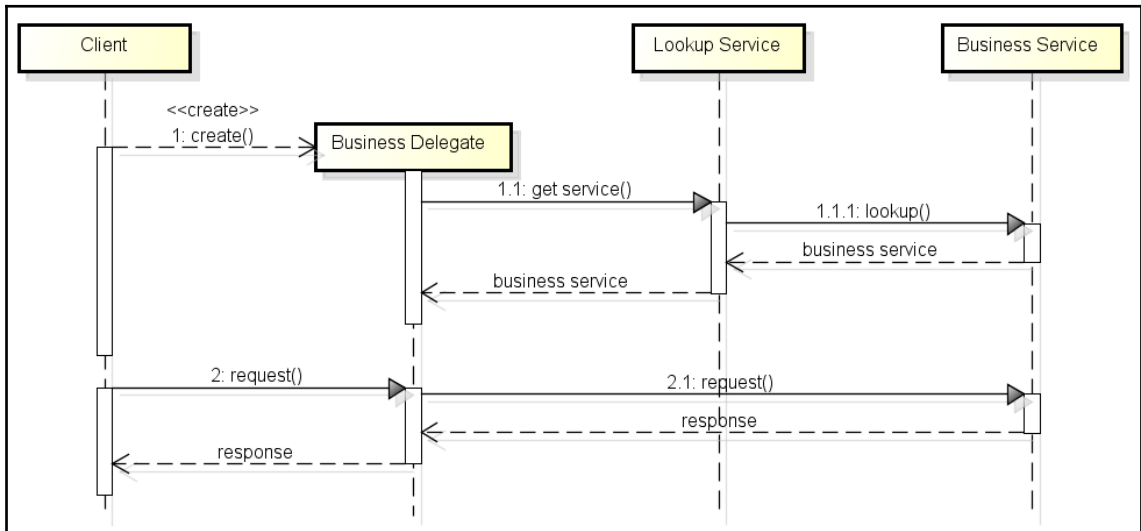 Client
Lookup Service
Business Service
<<create>>
1: create()
Business Delegate
1.1: get service()
1.1.1: lookup()
business service
business service
2: request()
2.1: request()
response
response